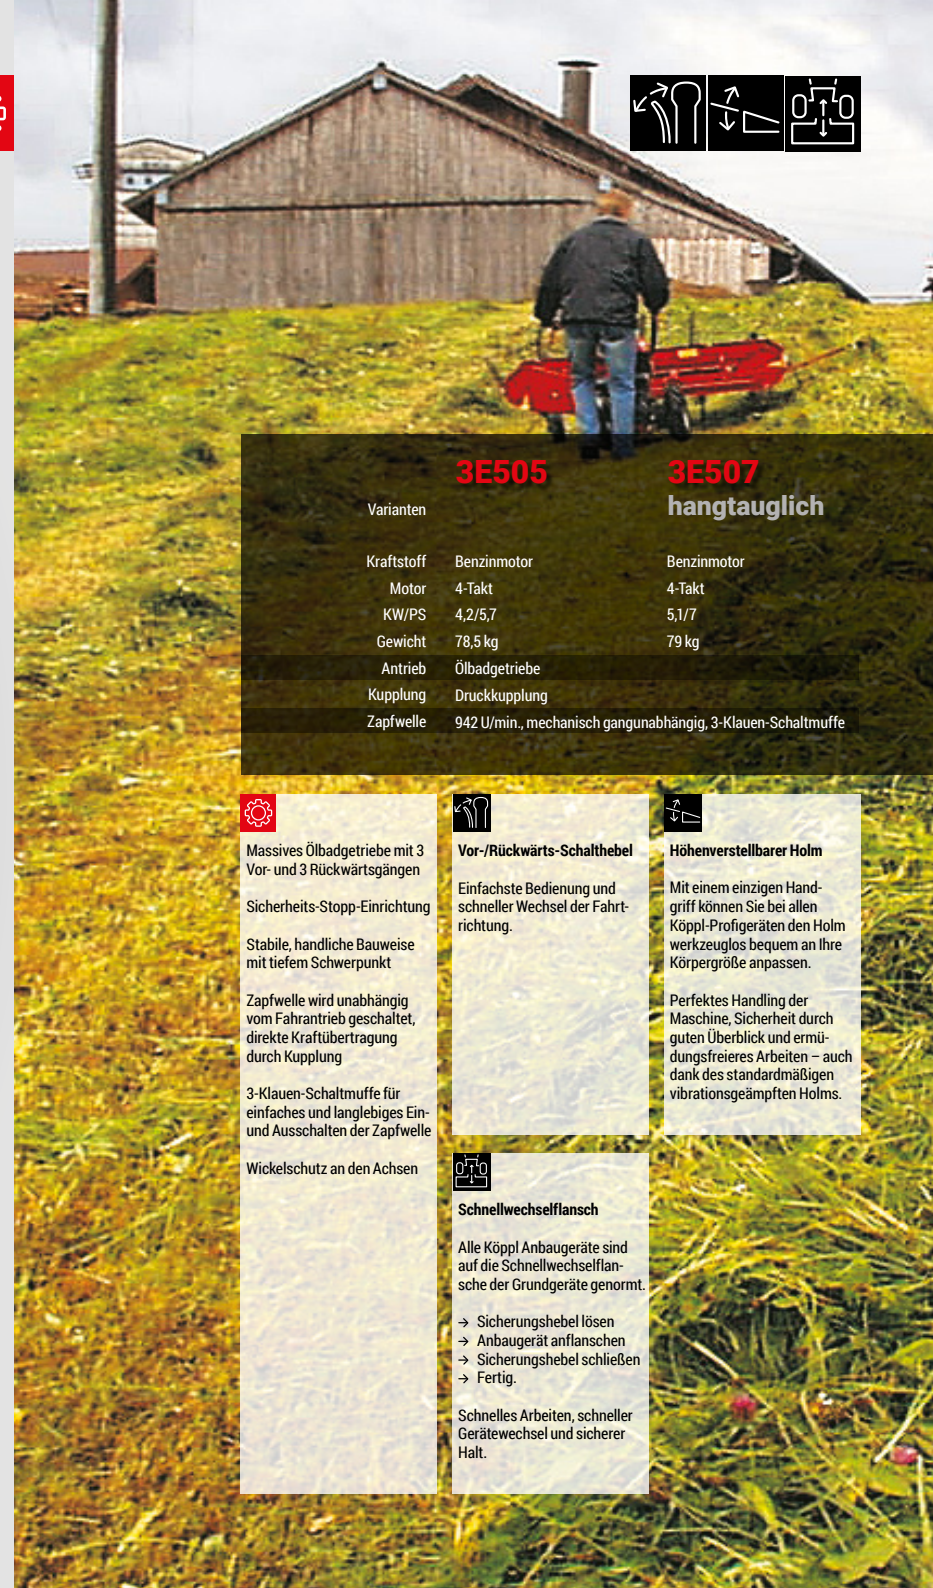 3E505
3E507
Varianten
hangtauglich
Kraftstoff Benzinmotor Benzinmotor
Motor 4-Takt 4-Takt
KW/PS 4,2/5,7 5,1/7
Gewicht 78,5 kg 79 kg
Antrieb Ölbadgetriebe
Kupplung Druckkupplung
Zapfwelle 942 U/min., mechanisch gangunabhängig, 3-Klauen-Schaltmuffe
Massives Ölbadgetriebe mit 3
Vor- und 3 Rückwärtsgängen
Sicherheits-Stopp-Einrichtung
Stabile, handliche Bauweise
mit tiefem Schwerpunkt
Zapfwelle wird unabhängig
vom Fahrantrieb geschaltet,
direkte Kraftübertragung
durch Kupplung
3-Klauen-Schaltmuffe für
einfaches und langlebiges Ein-
und Ausschalten der Zapfwelle
Wickelschutz an den Achsen
Vor-/Rückwärts-Schalthebel
Einfachste Bedienung und
schneller Wechsel der Fahrt-
richtung.
Höhenverstellbarer Holm
Mit einem einzigen Hand-
griff können Sie bei allen
Köppl-Profigeräten den Holm
werkzeuglos bequem an Ihre
Körpergröße anpassen.
Perfektes Handling der
Maschine, Sicherheit durch
guten Überblick und ermü-
dungsfreieres Arbeiten – auch
dank des standardmäßigen
vibrationsgeämpften Holms.
Schnellwechselflansch
Alle Köppl Anbaugeräte sind
auf die Schnellwechselflan-
sche der Grundgeräte genormt.
→ Sicherungshebel lösen
→ Anbaugerät anflanschen
→ Sicherungshebel schließen
→ Fertig.
Schnelles Arbeiten, schneller
Gerätewechsel und sicherer
Halt.